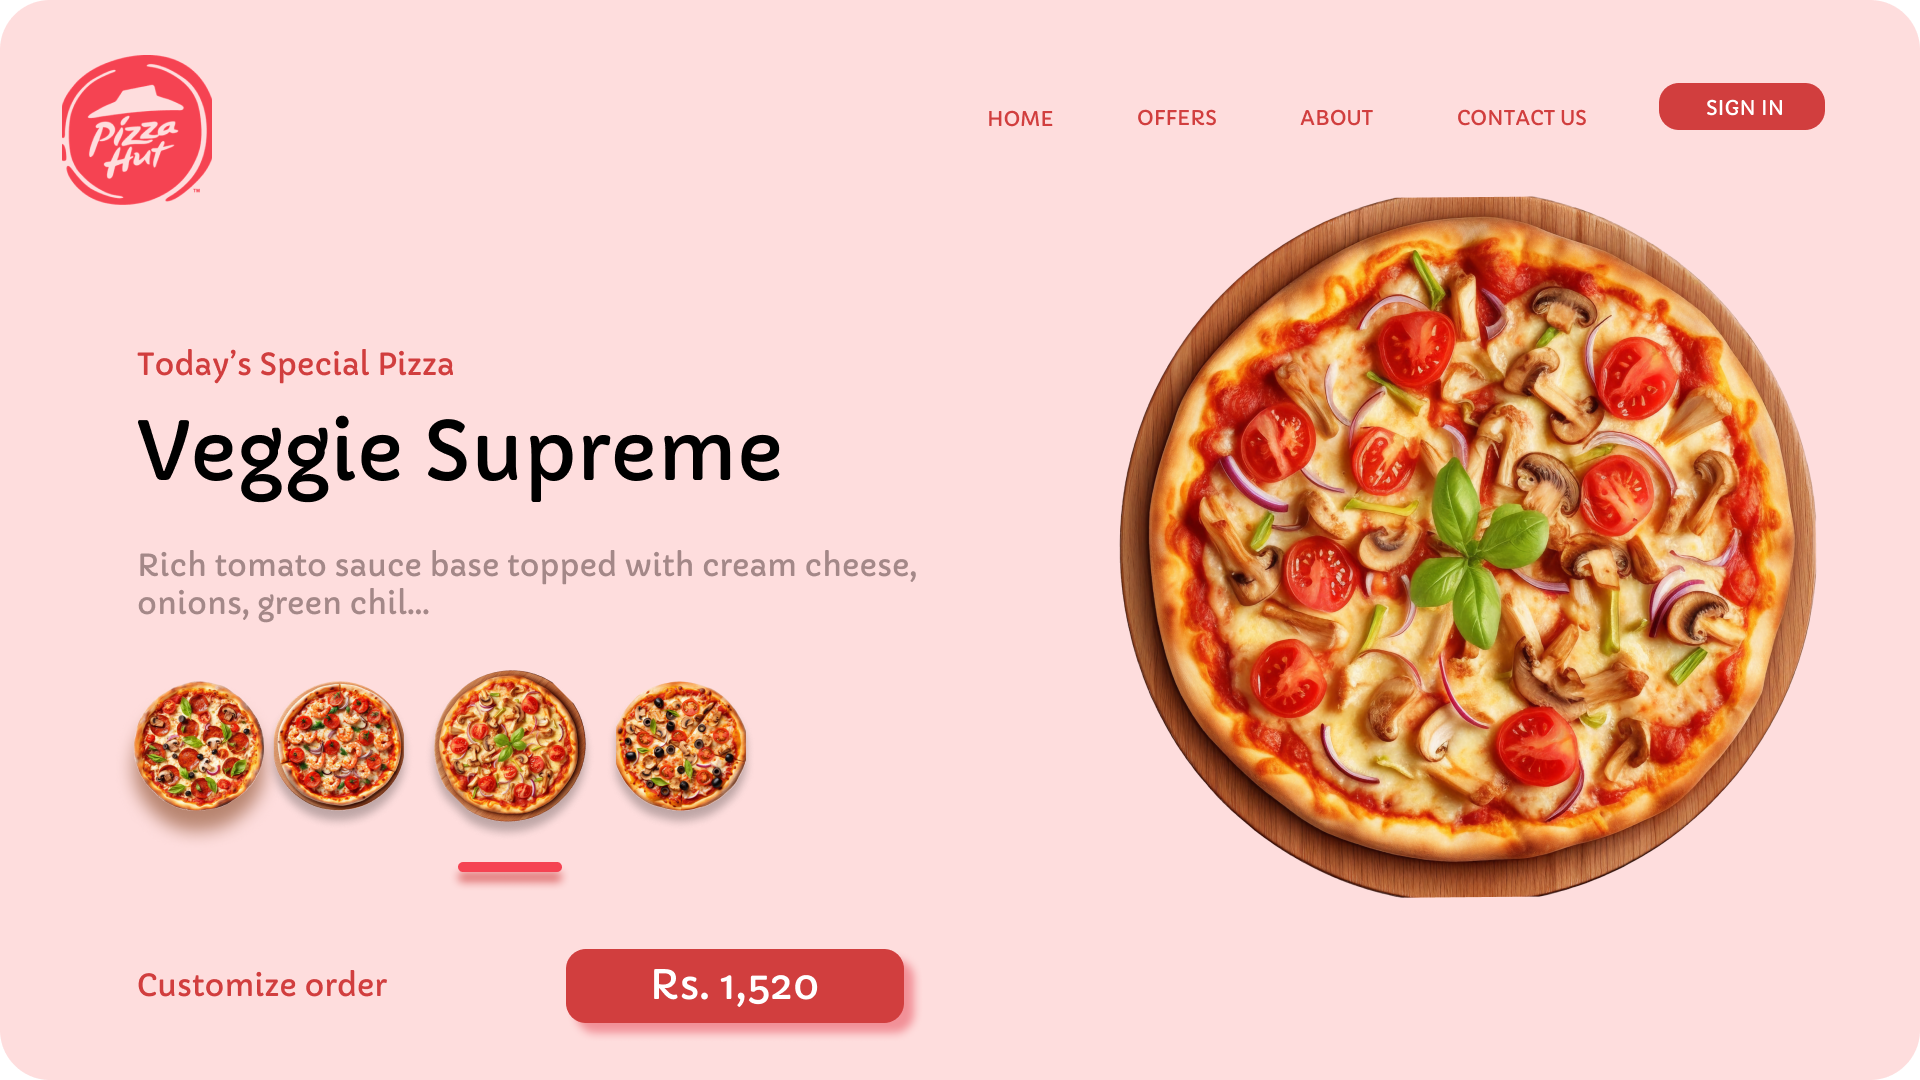 Pizza
Hut
™
HOME
OFFERS
ABOUT
CONTACT US
SIGN IN
Today’s Special Pizza
Veggie Supreme
Rich tomato sauce base topped with cream cheese,
onions, green chil...
Customize order
Rs. 1,520